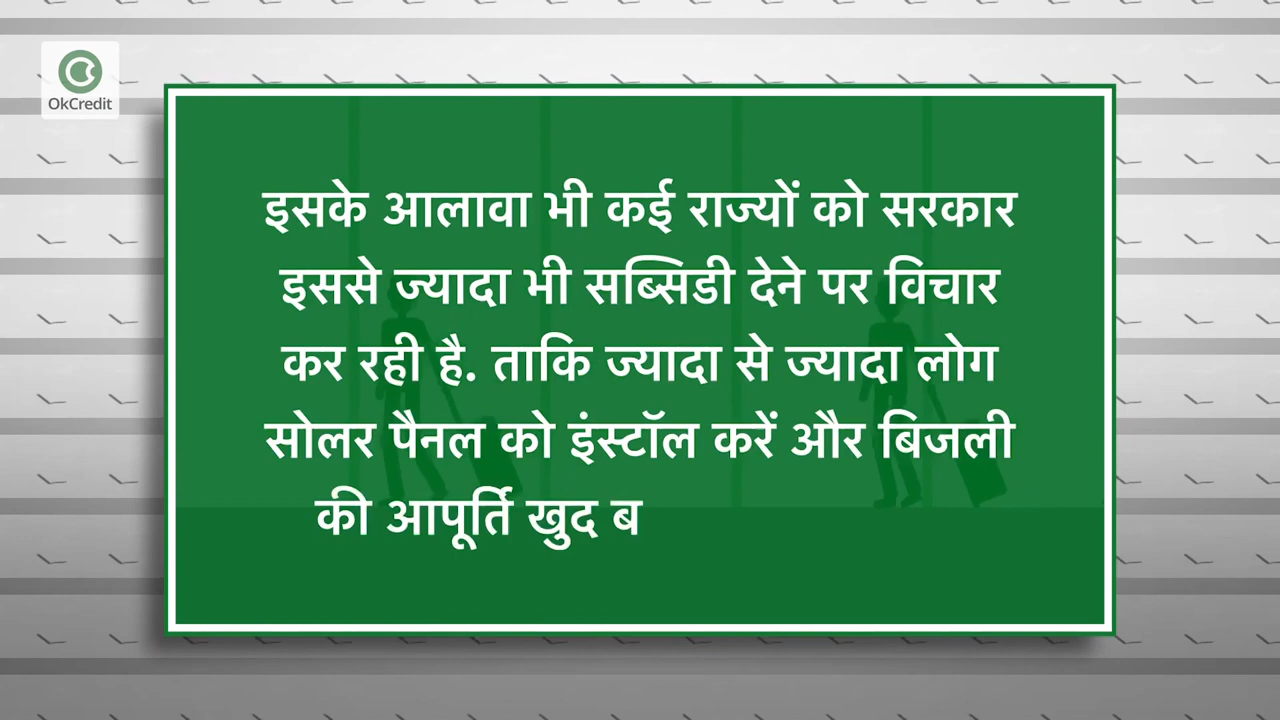 OkCredit
इसके आलावा भी कई राज्यों को सरकार
इससे ज्यादा भी सब्सिडी देने पर विचार
कर रही है. ताकि ज्यादा से ज्यादा लोग
सोलर पैनल को इंस्टॉल करें और बिजली
की आपूर्ति खुद ब